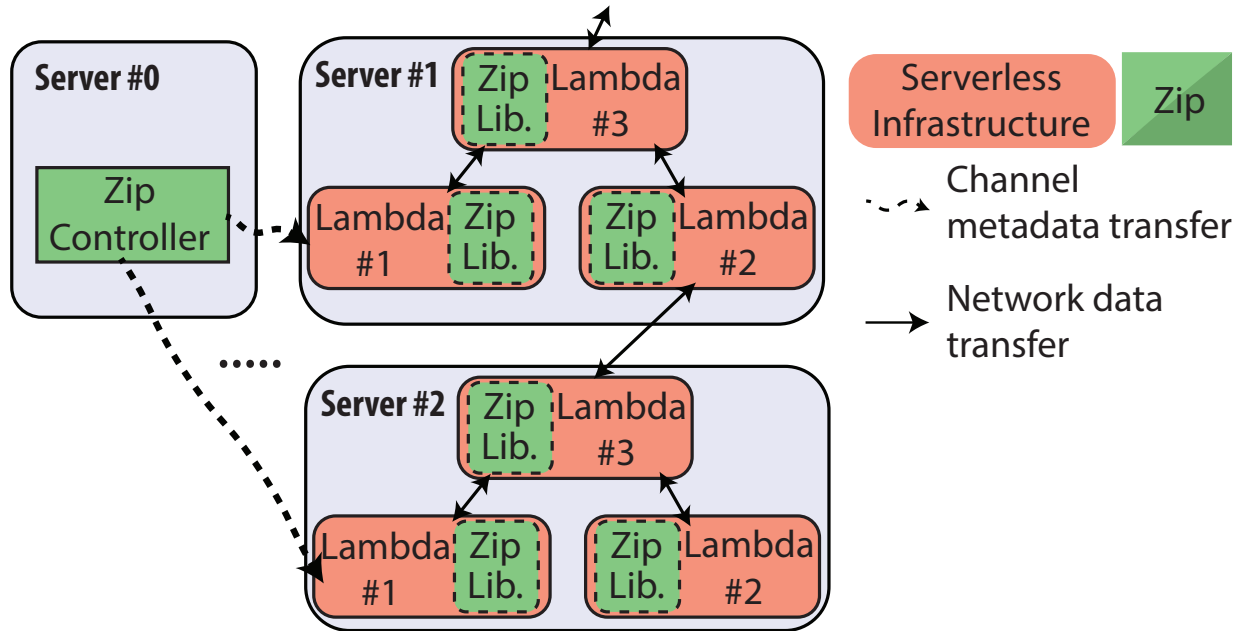 Server #0
Zip
Controller
Server #1
Zip
Lib.
Lambda
#3
Lambda
#1
Zip
Lib.
Zip
Lib.
Lambda
#2
Server #2
Zip
Lib.
Lambda
#3
Lambda
#1
Zip
Lib.
Zip
Lib.
Lambda
#2
Serverless
Infrastructure
Zip
Channel
metadata transfer
Network data
transfer